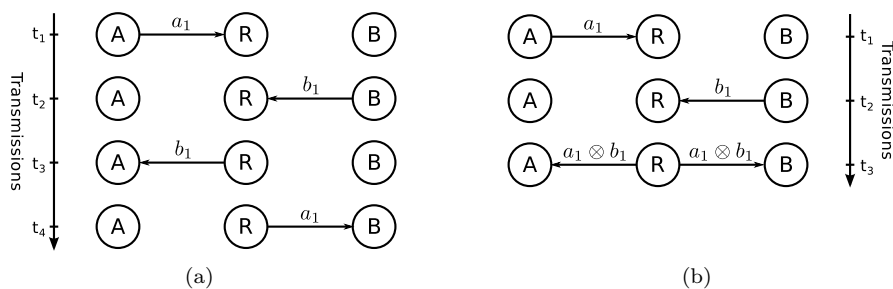 t₁ A a₁ R B
t₂ A R b₁ B
t₃ A b₁ R B
t₄ A R a₁ B
Transmissions
(a)
A a₁ R B t₁
A R b₁ B t₂
A a₁ ⊗ b₁ R a₁ ⊗ b₁ B t₃
Transmissions
(b)